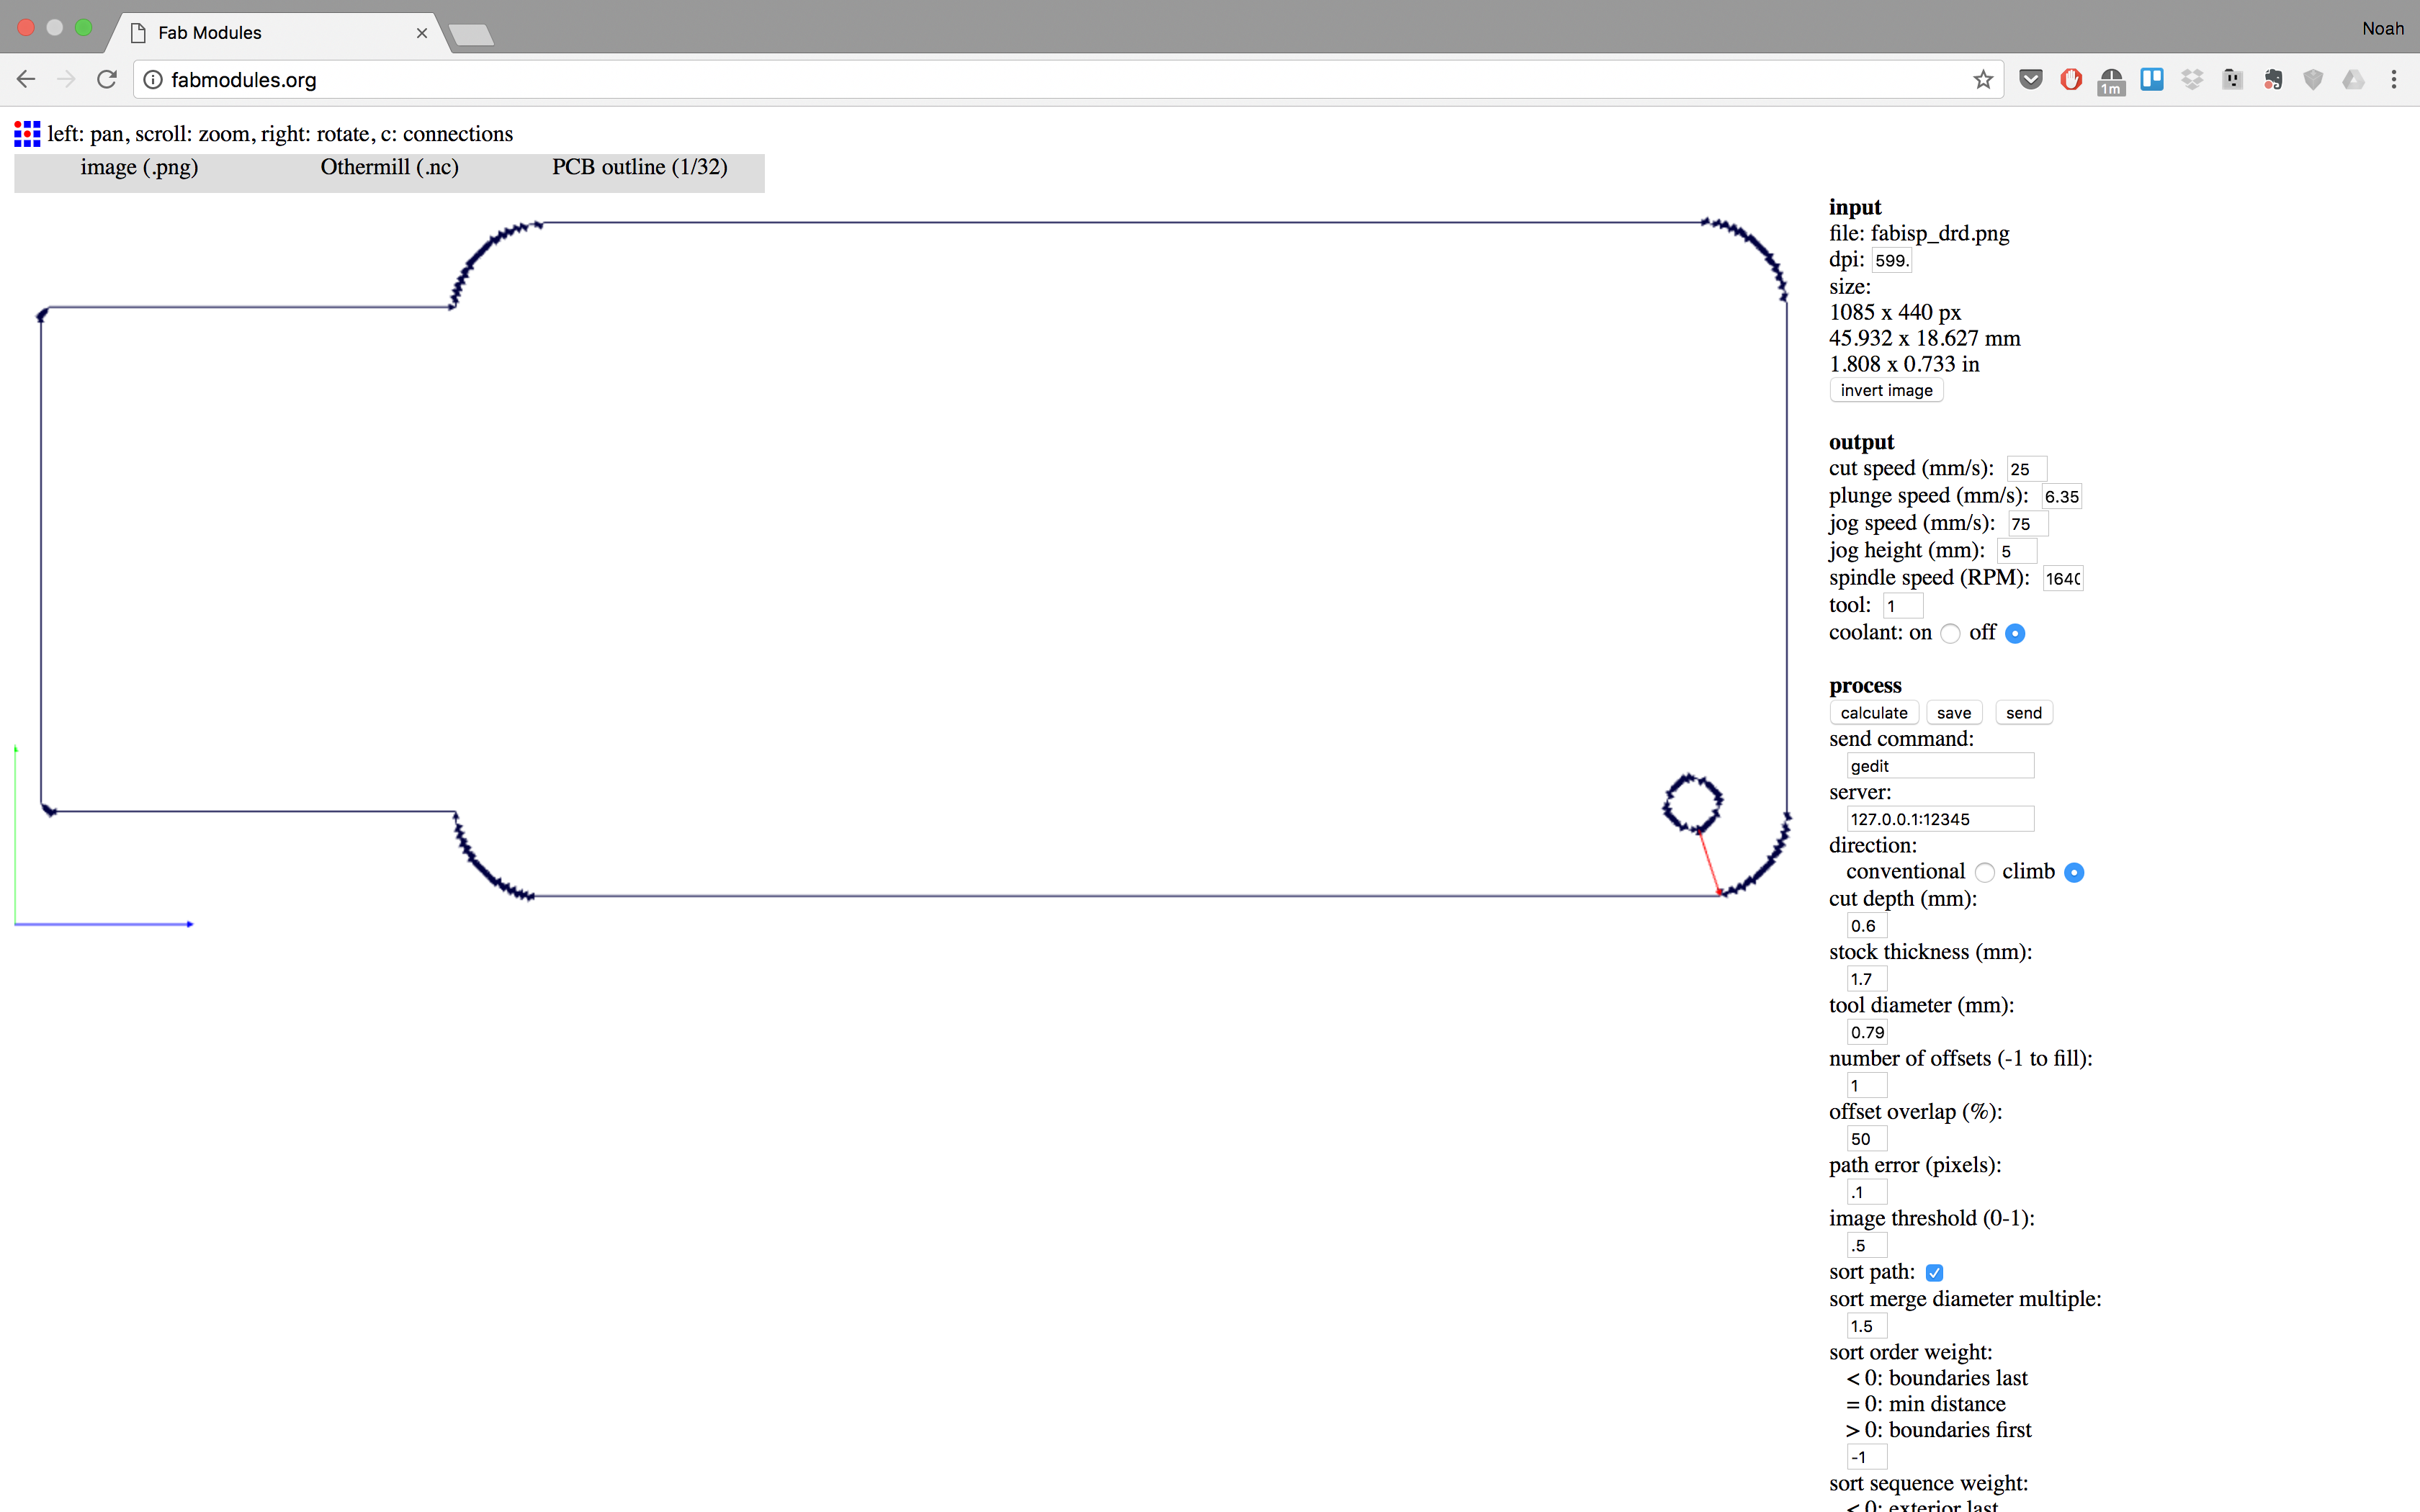 Fab Modules
Noah
fabmodules.org
1m
left: pan, scroll: zoom, right: rotate, c: connections
image (.png) Othermill (.nc) PCB outline (1/32)
input
file: fabisp_drd.png
dpi: 599.
size:
1085 x 440 px
45.932 x 18.627 mm
1.808 x 0.733 in
invert image
output
cut speed (mm/s): 25
plunge speed (mm/s): 6.35
jog speed (mm/s): 75
jog height (mm): 5
spindle speed (RPM): 1640
tool: 1
coolant: on off
process
calculate save send
send command:
gedit
server:
127.0.0.1:12345
direction:
conventional climb
cut depth (mm):
0.6
stock thickness (mm):
1.7
tool diameter (mm):
0.79
number of offsets (-1 to fill):
1
offset overlap (%):
50
path error (pixels):
.1
image threshold (0-1):
.5
sort path:
sort merge diameter multiple:
1.5
sort order weight:
< 0: boundaries last
= 0: min distance
> 0: boundaries first
-1
sort sequence weight:
< 0: exterior last